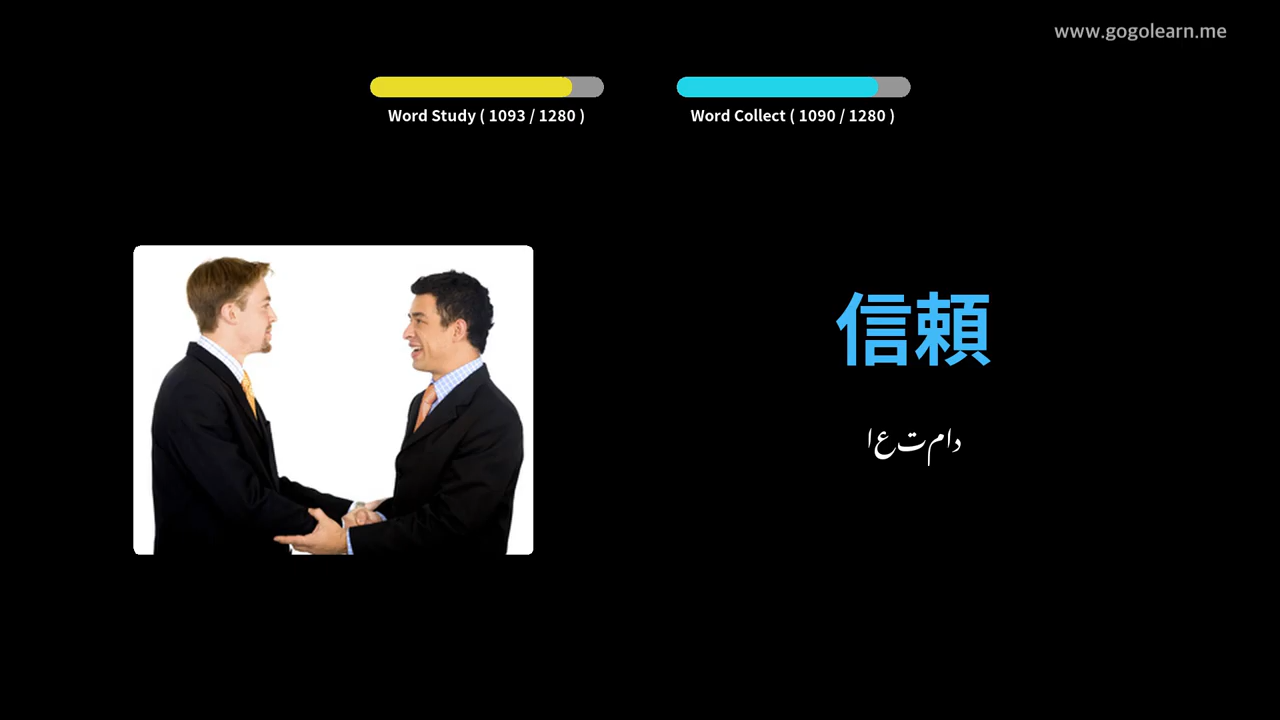 www.gogolearn.me
Word Study ( 1093 / 1280 )
Word Collect ( 1090 / 1280 )
信頼
اعتماد